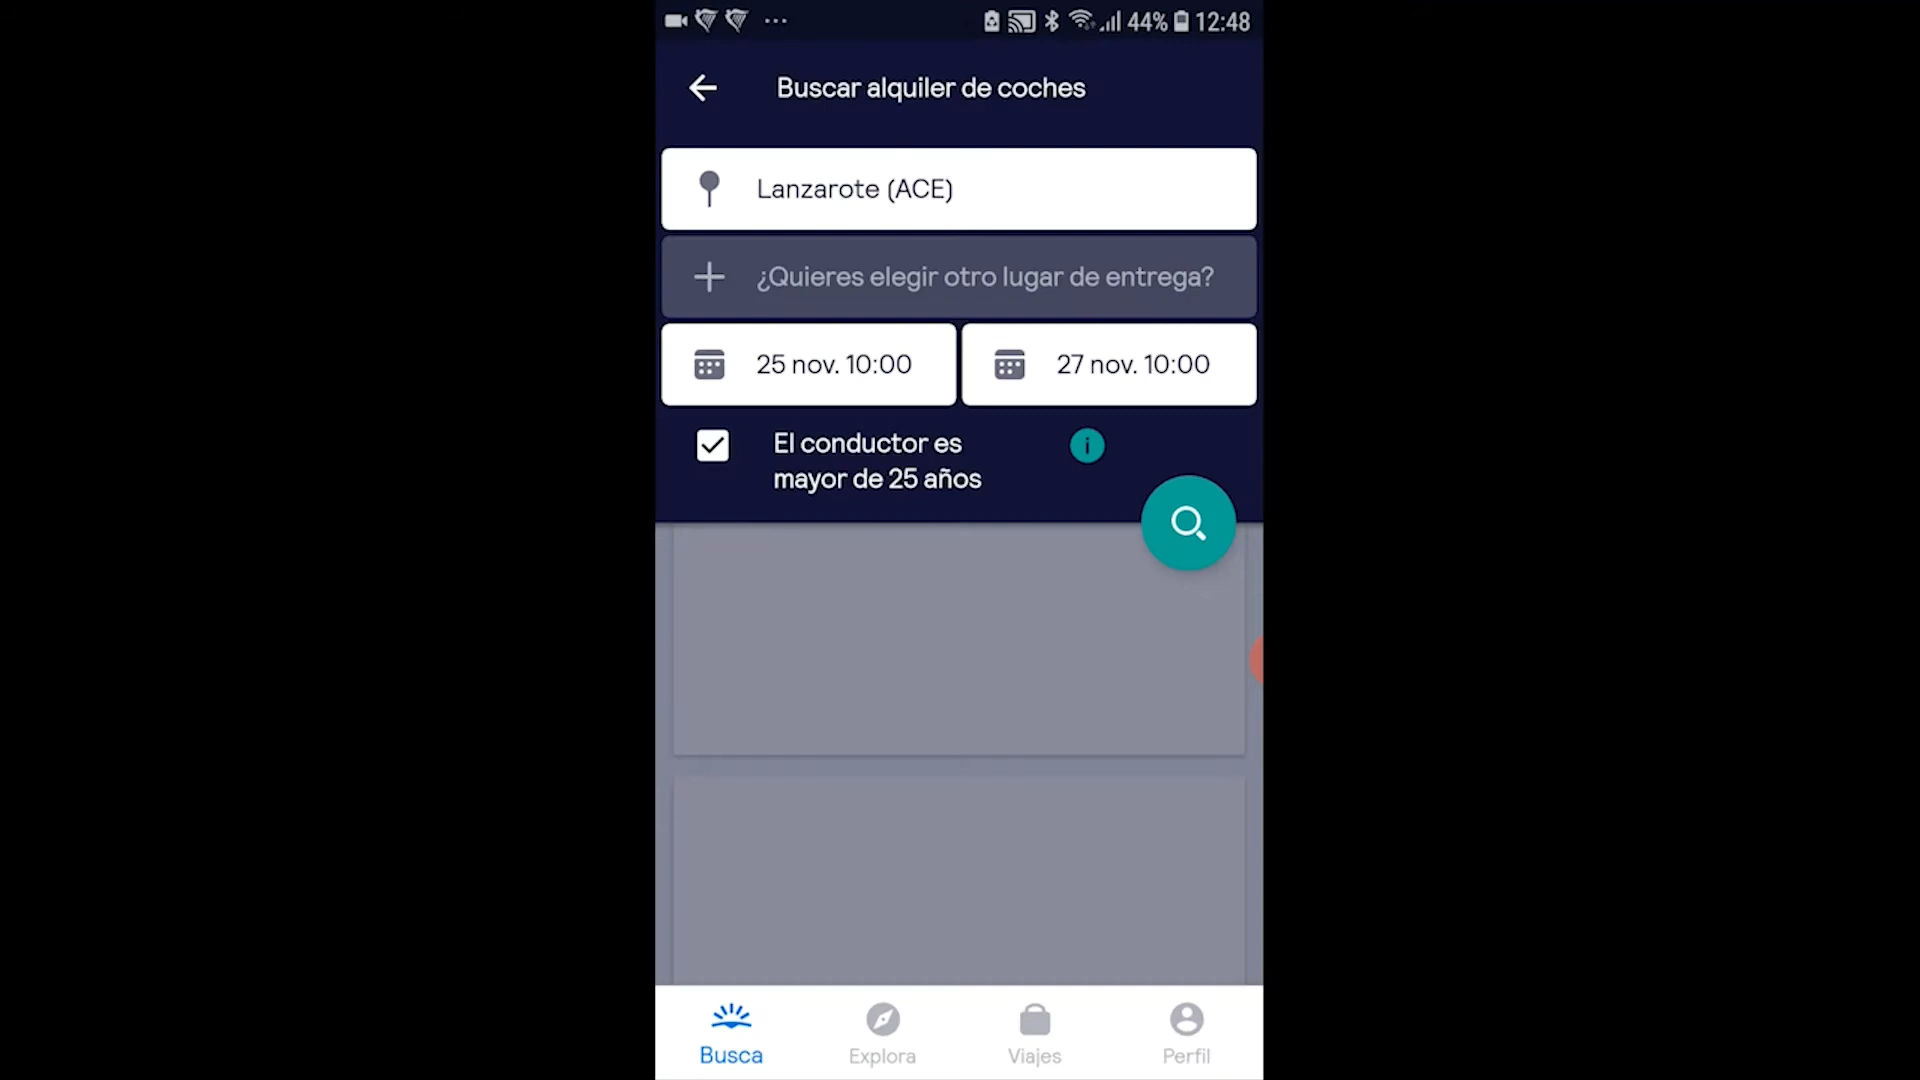 44% 12:48
Buscar alquiler de coches
Lanzarote (ACE)
¿Quieres elegir otro lugar de entrega?
25 nov. 10:00 27 nov. 10:00
El conductor es
mayor de 25 años
Busca Explora Viajes Perfil